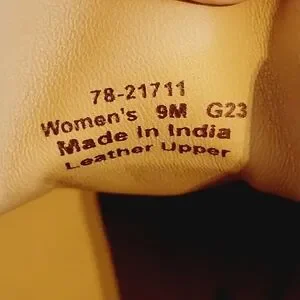 78-21711
Women's 9M G23
Made In India
Leather Upper